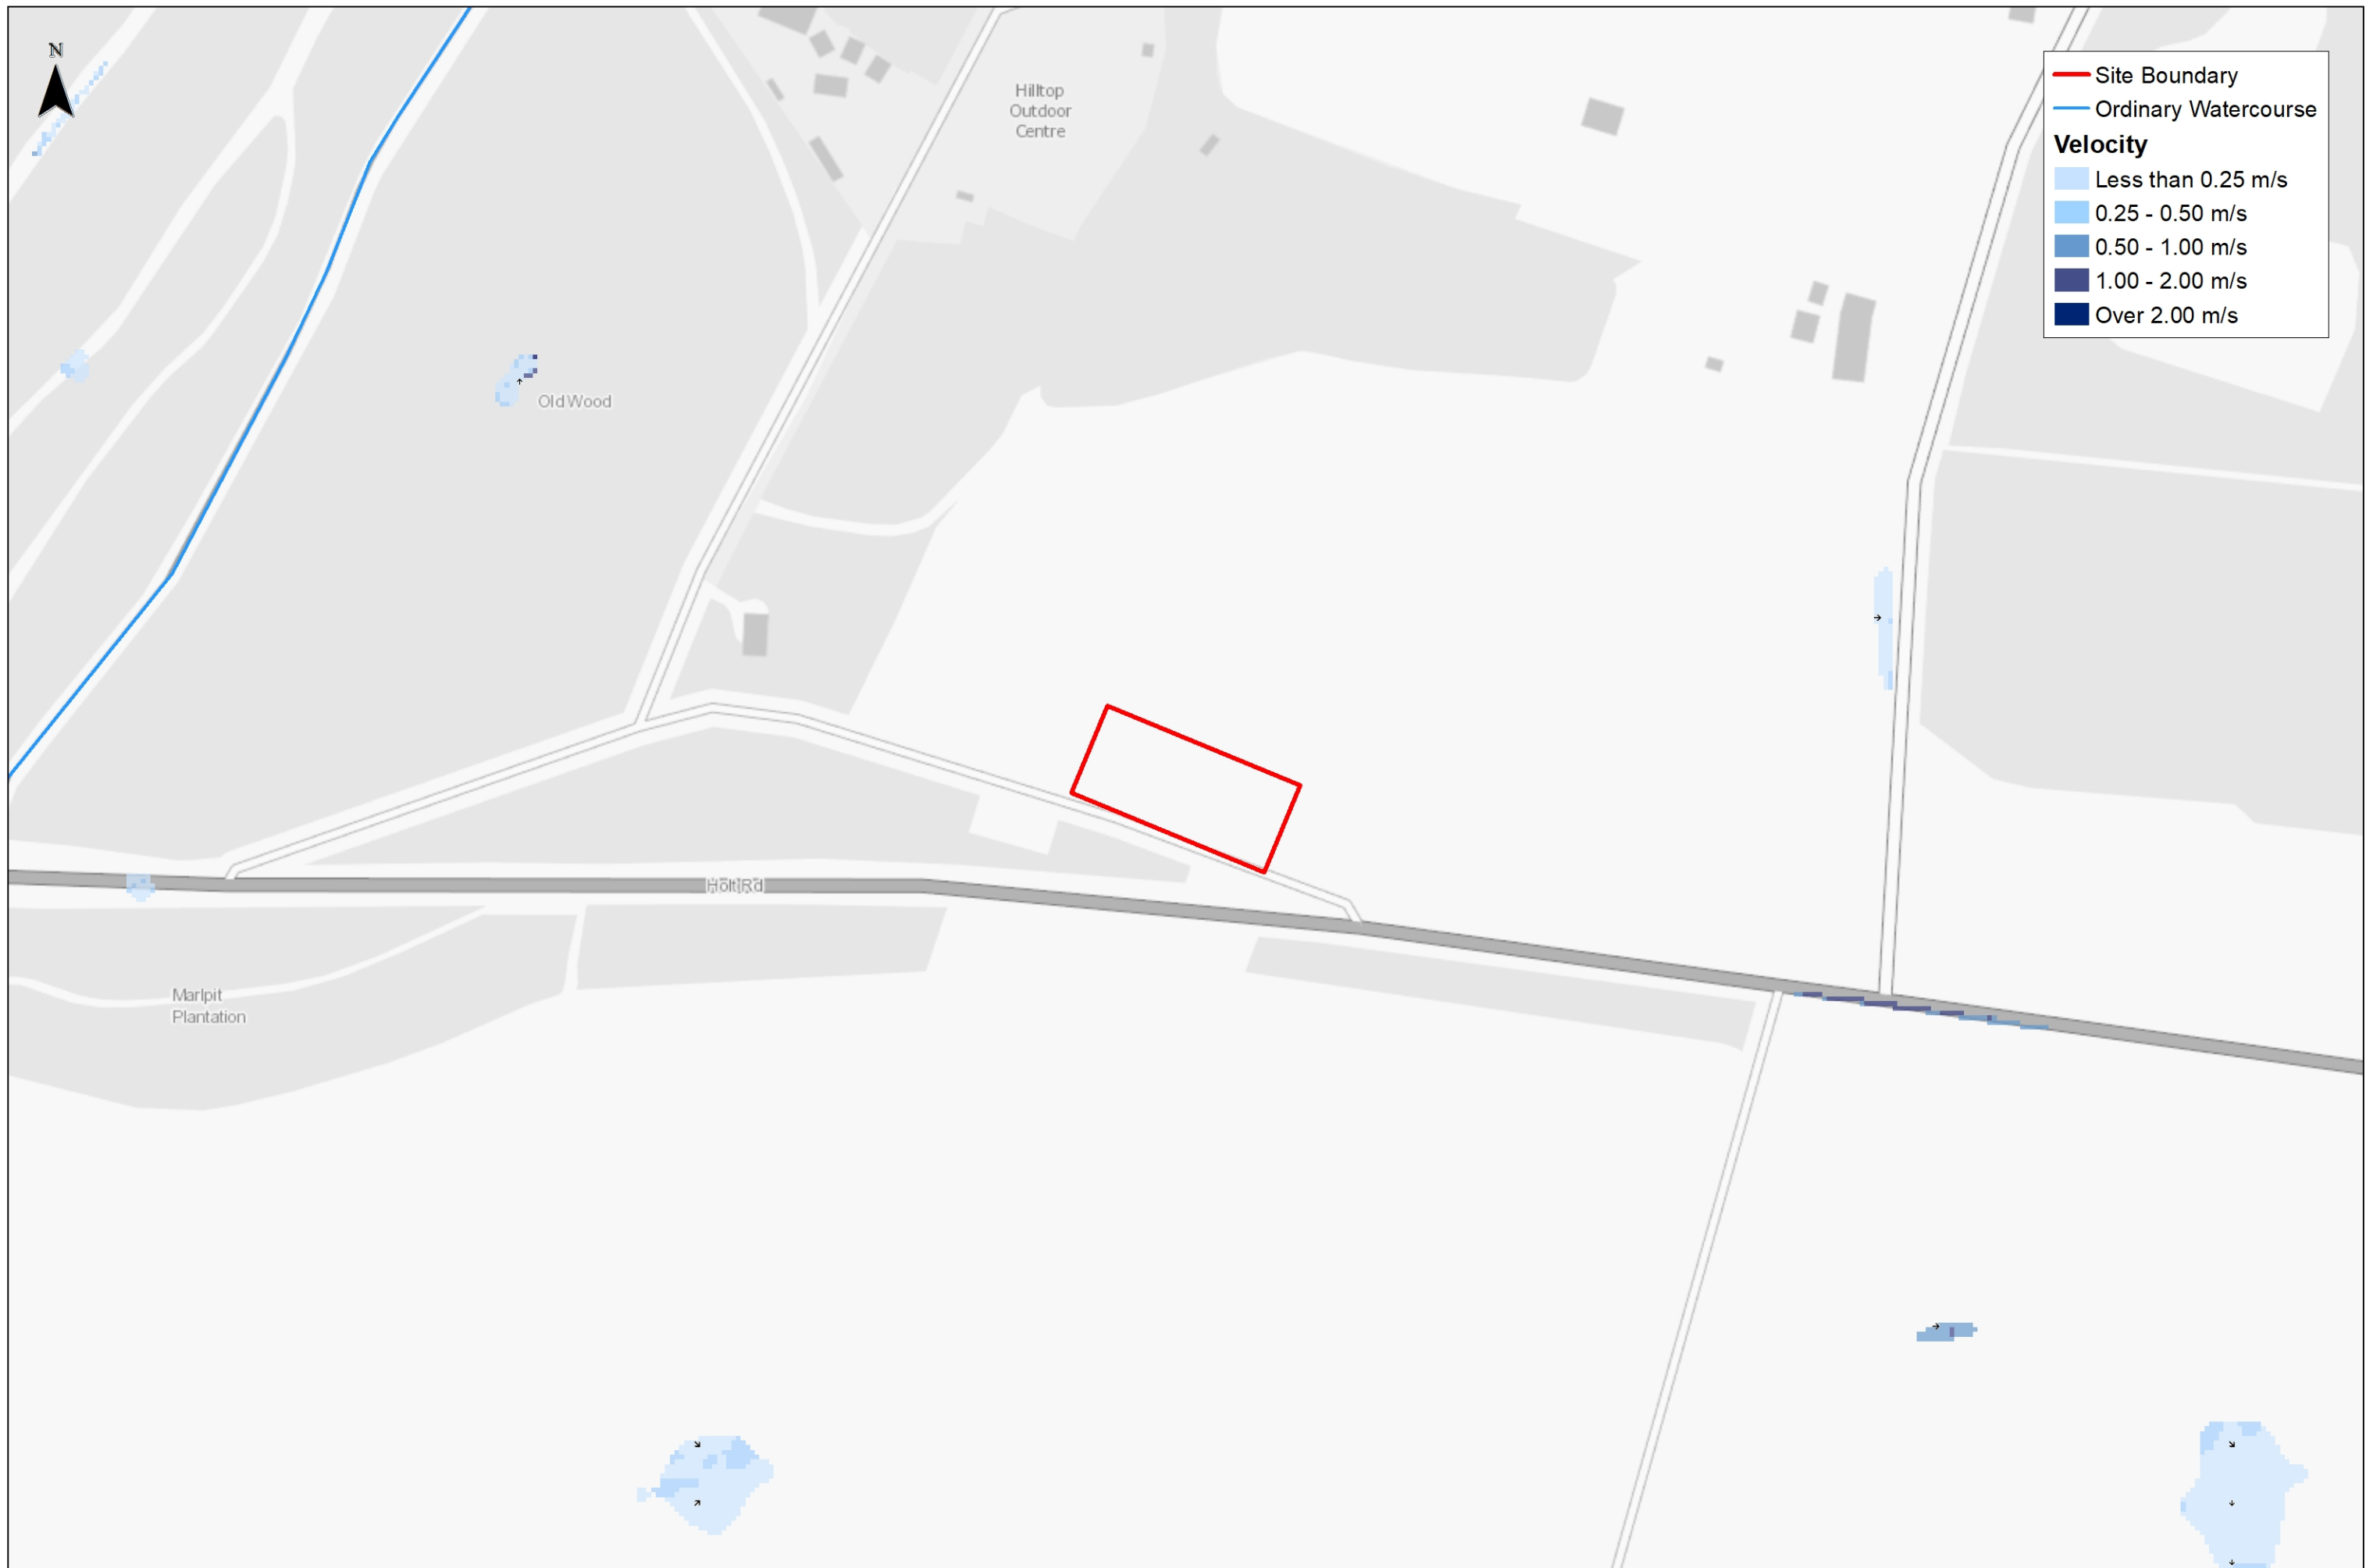 N
Hilltop
Outdoor
Centre
Site Boundary
Ordinary Watercourse
Velocity
Less than 0.25 m/s
0.25 - 0.50 m/s
0.50 - 1.00 m/s
1.00 - 2.00 m/s
Over 2.00 m/s
Old Wood
Holt Rd
Marlpit
Plantation